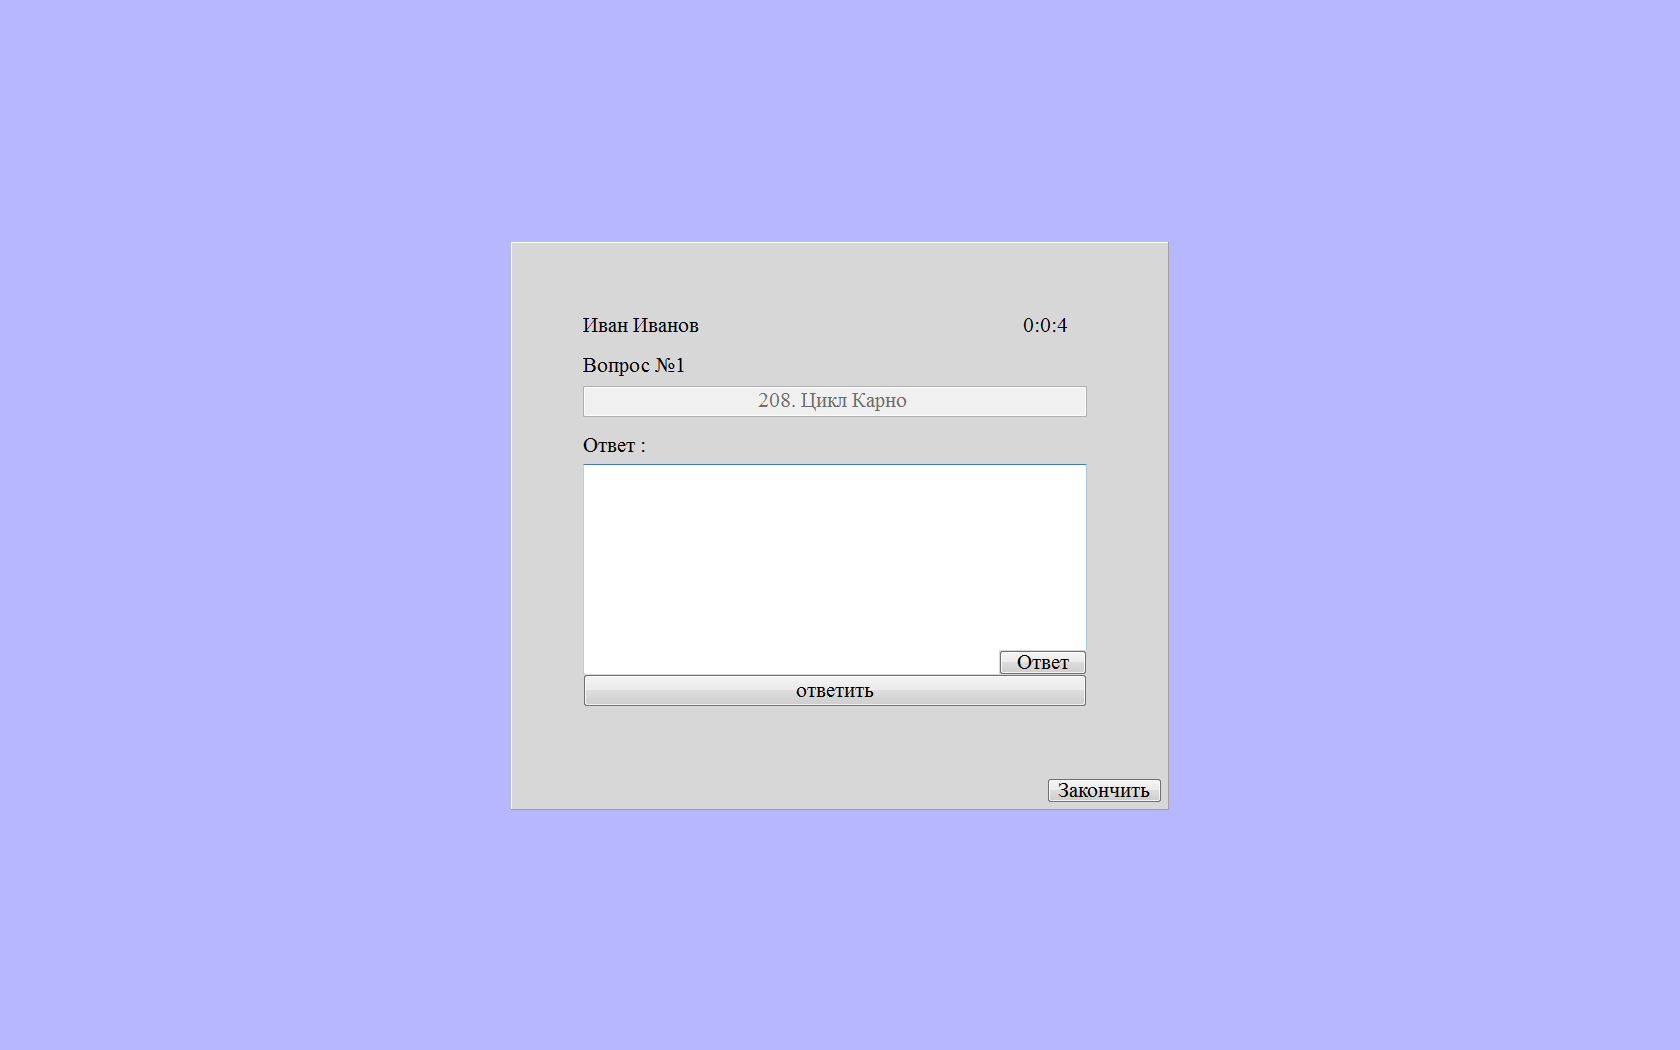 Иван Иванов 0:0:4
Вопрос №1
208. Цикл Карно
Ответ :
Ответ
ответить
Закончить